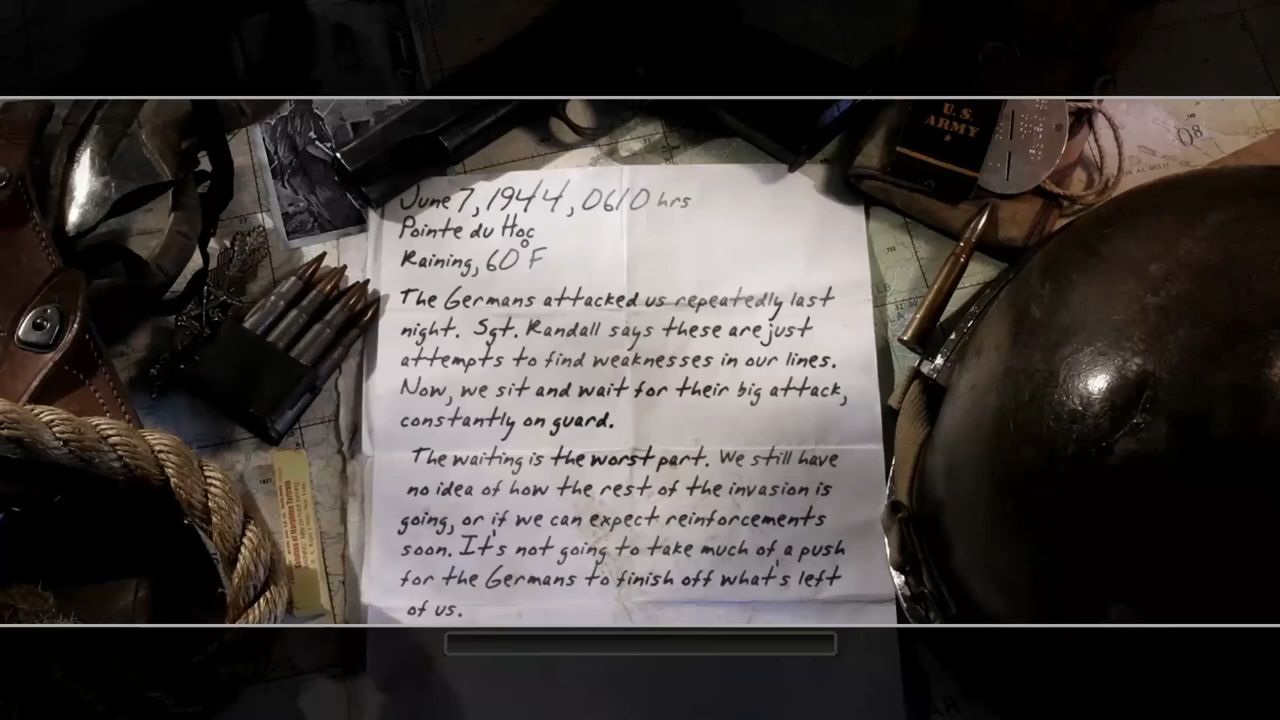 U.S.
ARMY
Q8
June 7, 1944, 0610 hrs
Pointe du Hoc
Raining, 60°F
The Germans attacked us repeatedly last
night. Sgt. Randall says these are just
attempts to find weaknesses in our lines.
Now, we sit and wait for their big attack,
constantly on guard.
The waiting is the worst part. We still have
no idea of how the rest of the invasion is
going, or if we can expect reinforcements
soon. It's not going to take much of a push
for the Germans to finish off what's left
of us.